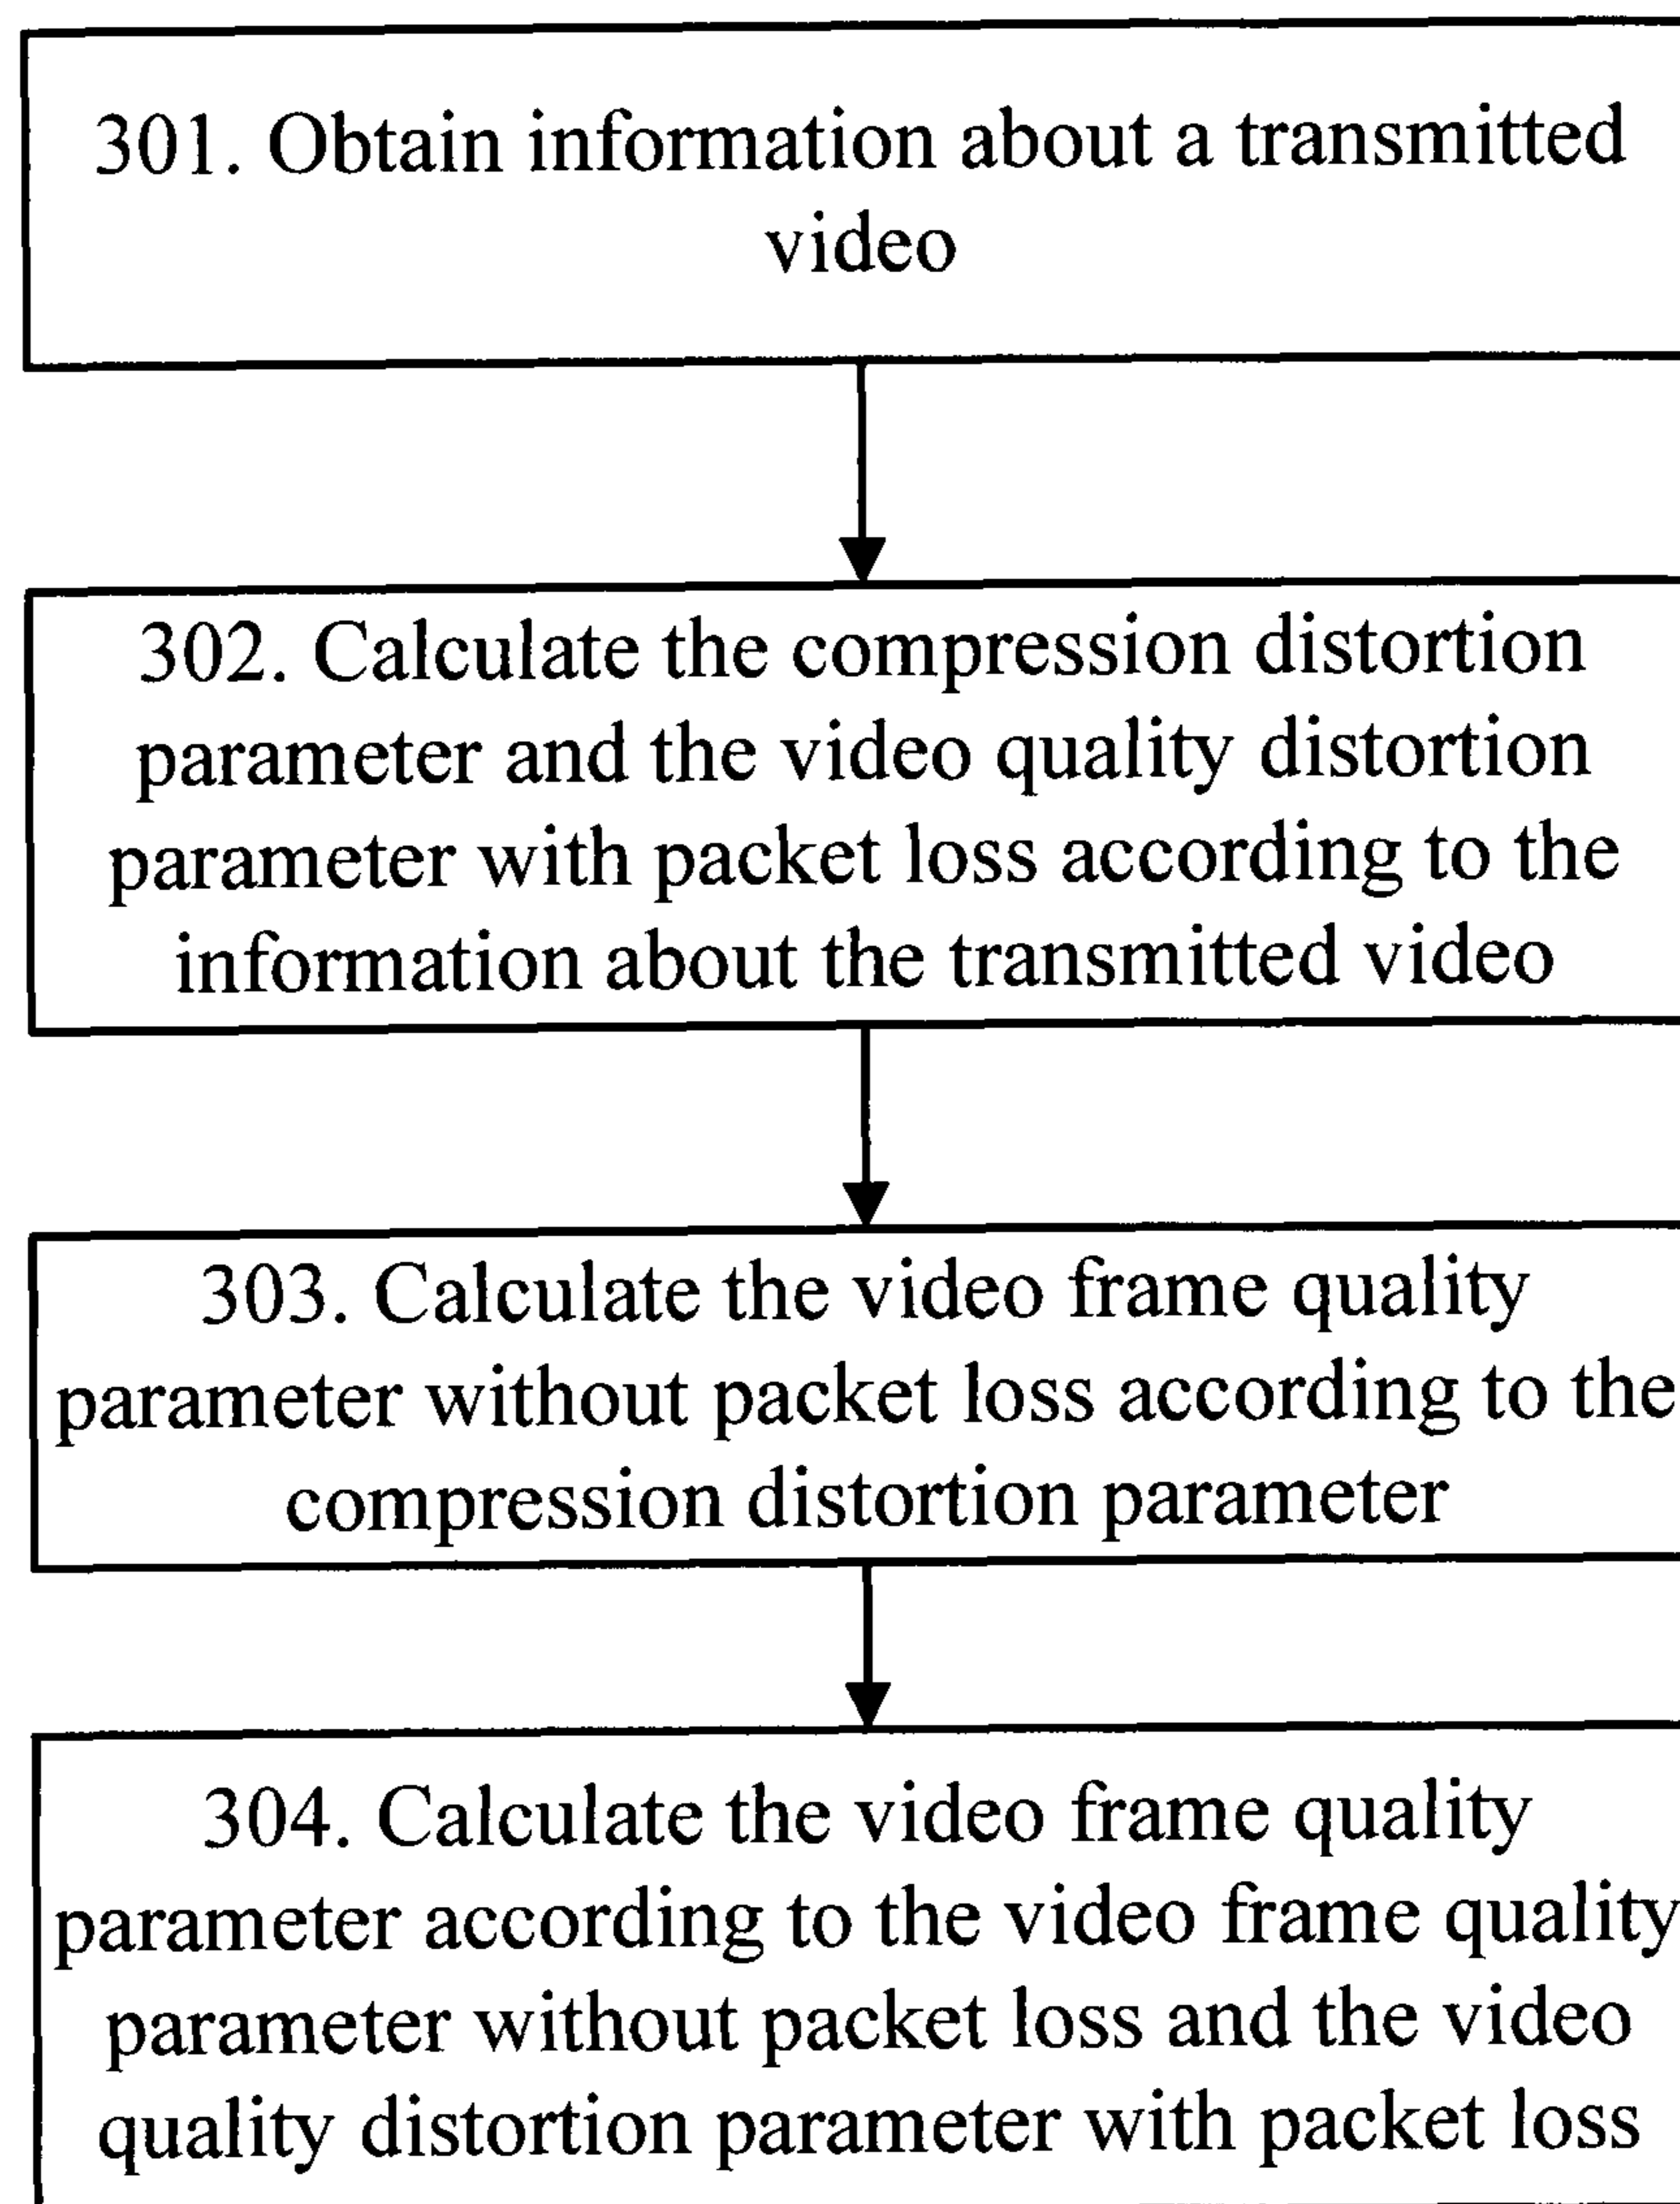 301. Obtain information about a transmitted
video
302. Calculate the compression distortion
parameter and the video quality distortion
parameter with packet loss according to the
information about the transmitted video
303. Calculate the video frame quality
parameter without packet loss according to the
compression distortion parameter
304. Calculate the video frame quality
parameter according to the video frame quality
parameter without packet loss and the video
quality distortion parameter with packet loss